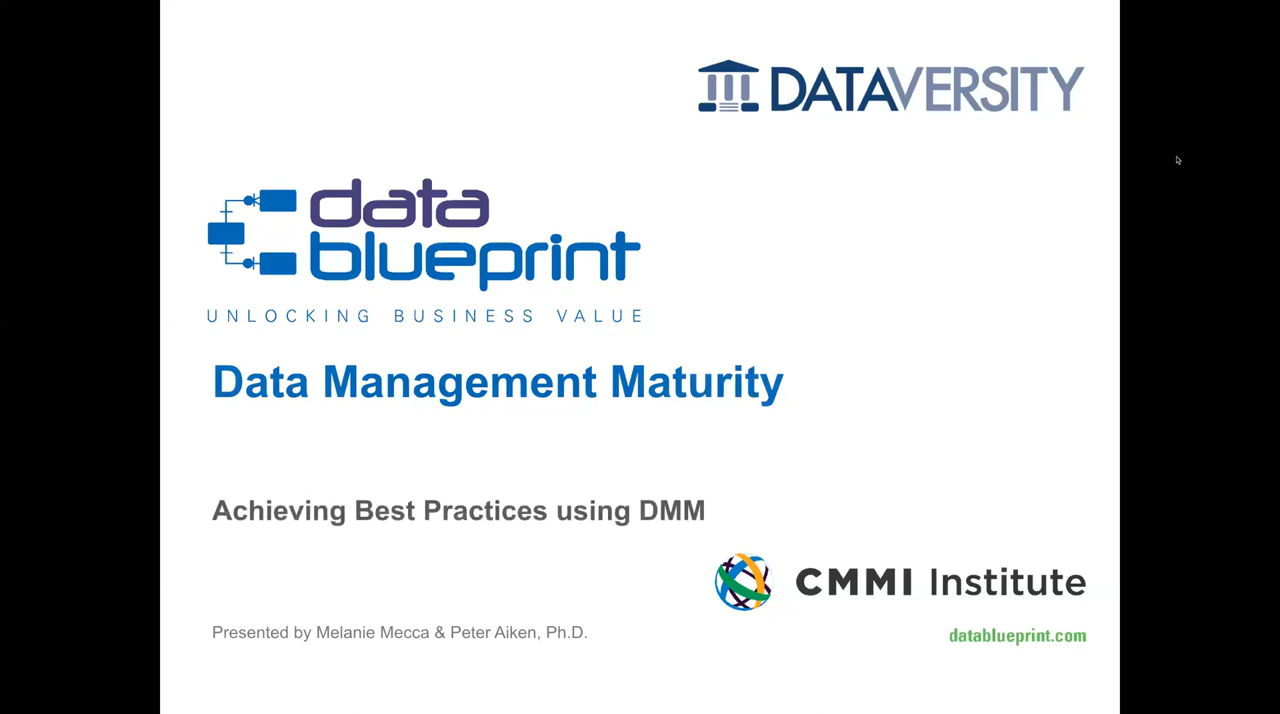 DATAVERSITY
data
blueprint
UNLOCKING BUSINESS VALUE
Data Management Maturity
Achieving Best Practices using DMM
CMMI Institute
Presented by Melanie Mecca & Peter Aiken, Ph.D.
datablueprint.com